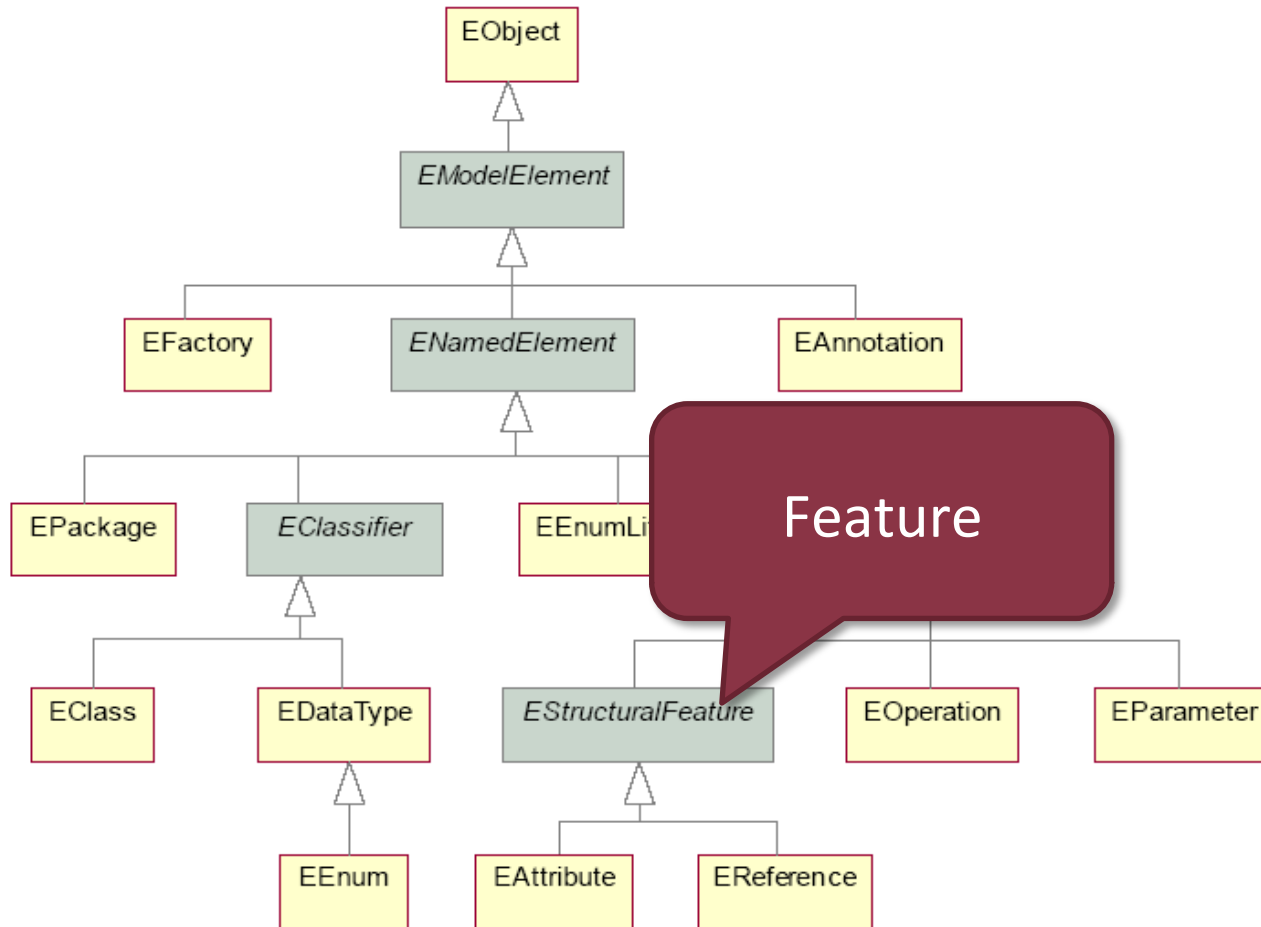 EObject
EModelElement
EFactory
ENamedElement
EAnnotation
EPackage
EClassifier
Feature
EClass
EDataType
EStructuralFeature
EOperation
EParameter
EEnum
EAttribute
EReference